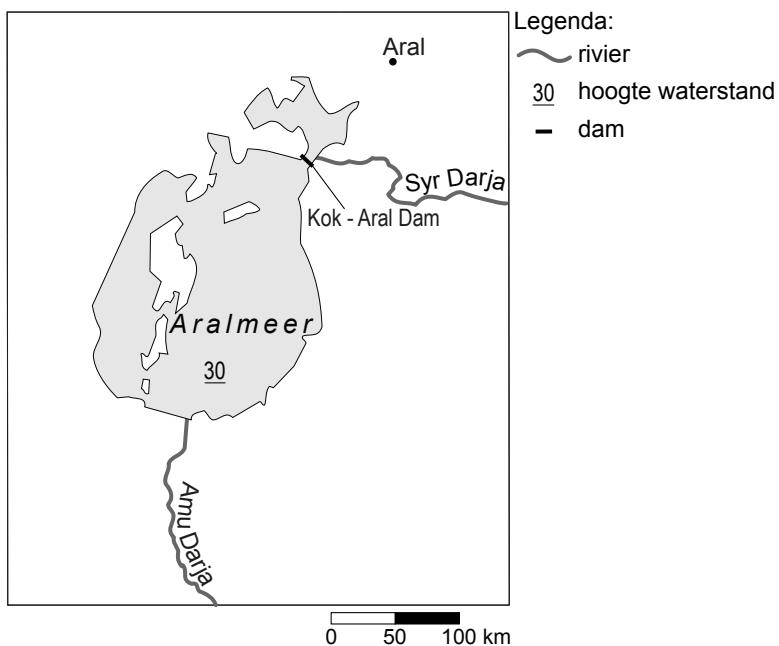 Legenda:
rivier
30 hoogte waterstand
dam
Aral
Syr Darja
Kok - Aral Dam
Aralmeer
30
Amu Darja
0 50 100 km